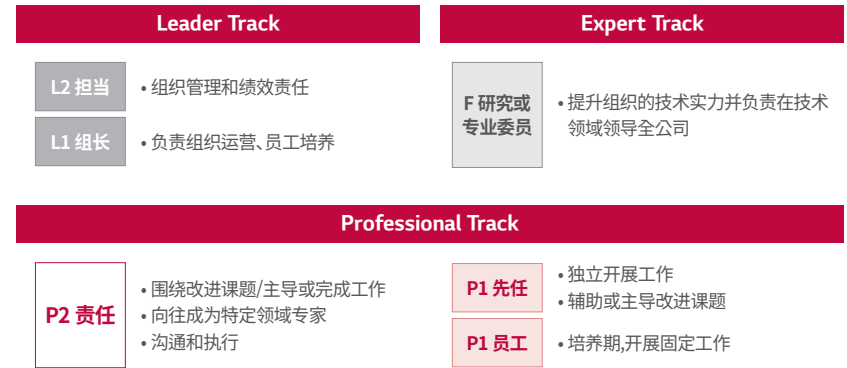 Leader Track
L2 担当
• 组织管理和绩效责任
L1 组长
• 负责组织运营、员工培养
Expert Track
F 研究或
专业委员
• 提升组织的技术实力并负责在技术
领域领导全公司
Professional Track
P2 责任
• 围绕改进课题/主导或完成工作
• 向往成为特定领域专家
• 沟通和执行
P1 先任
• 独立开展工作
• 辅助或主导改进课题
P1 员工
• 培养期,开展固定工作